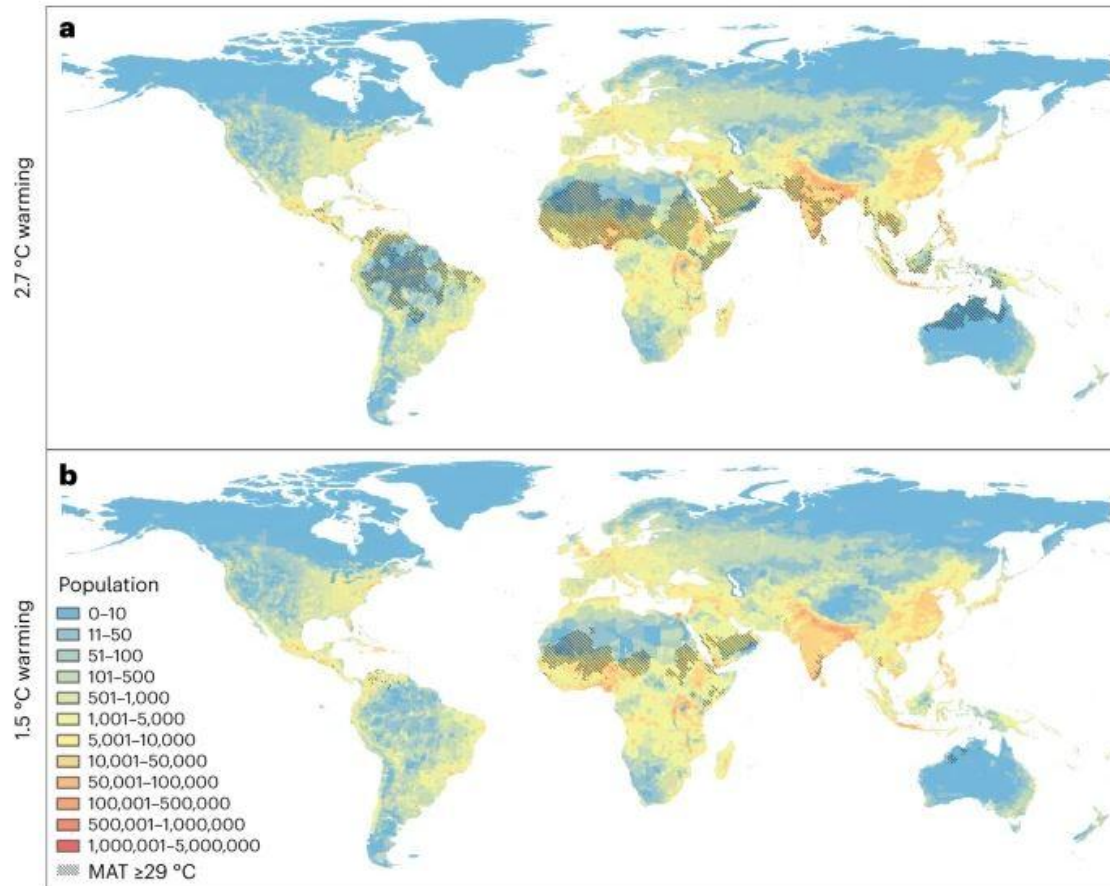 a
2.7 °C warming
b
1.5 °C warming
Population
0–10
11–50
51–100
101–500
501–1,000
1,001–5,000
5,001–10,000
10,001–50,000
50,001–100,000
100,001–500,000
500,001–1,000,000
1,000,001–5,000,000
MAT ≥29 °C